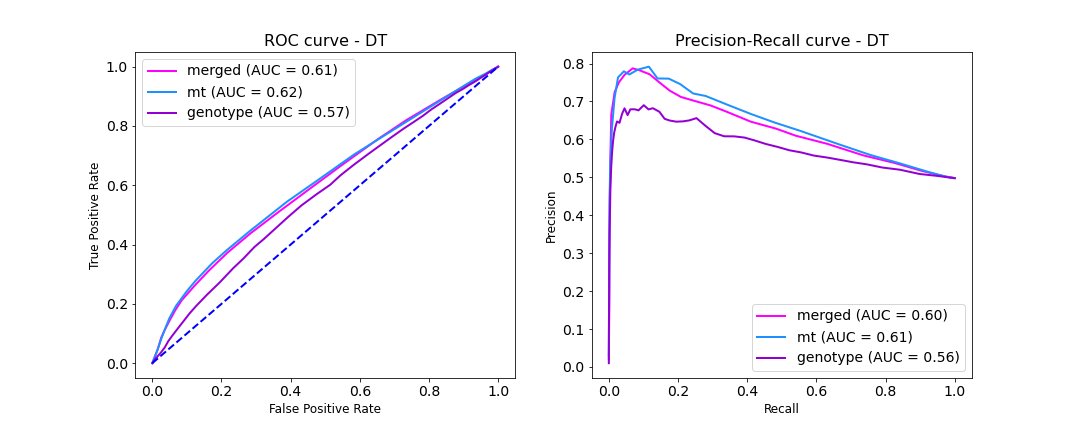 ROC curve - DT
1.0
0.8
0.6
0.4
0.2
0.0
True Positive Rate
merged (AUC = 0.61)
mt (AUC = 0.62)
genotype (AUC = 0.57)
0.0 0.2 0.4 0.6 0.8 1.0
False Positive Rate
Precision-Recall curve - DT
0.8
0.7
0.6
0.5
0.4
0.3
0.2
0.1
0.0
Precision
merged (AUC = 0.60)
mt (AUC = 0.61)
genotype (AUC = 0.56)
0.0 0.2 0.4 0.6 0.8 1.0
Recall